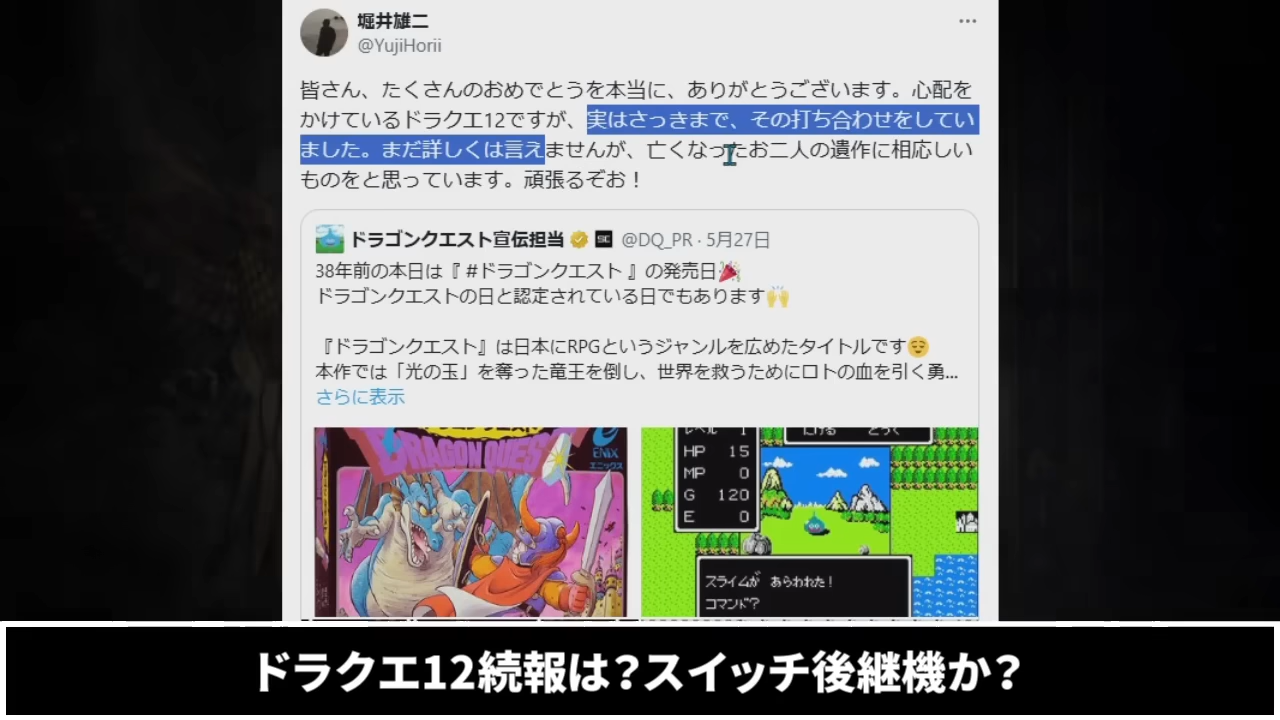 堀井雄二
@YujiHorii
皆さん、たくさんのおめでとうを本当に、ありがとうございます。心配を
かけているドラクエ12ですが、実はさっきまで、その打ち合わせをしてい
ました。まだ詳しくは言えませんが、亡くなったお二人の遺作に相応しい
ものをと思っています。頑張るぞお！
ドラゴンクエスト宣伝担当 @DQ_PR · 5月27日
38年前の本日は『 #ドラゴンクエスト 』の発売日🎉
ドラゴンクエストの日と認定されている日でもあります🙌
『ドラゴンクエスト』は日本にRPGというジャンルを広めたタイトルです😌
本作では「光の玉」を奪った竜王を倒し、世界を救うためにロトの血を引く勇...
さらに表示
DRAGON QUEST
ENIX
エニックス
レベル 1
HP 15
MP 0
G 120
E 0
にげる どうぐ
スライムが あらわれた！
コマンド？
ドラクエ12続報は？スイッチ後継機か？